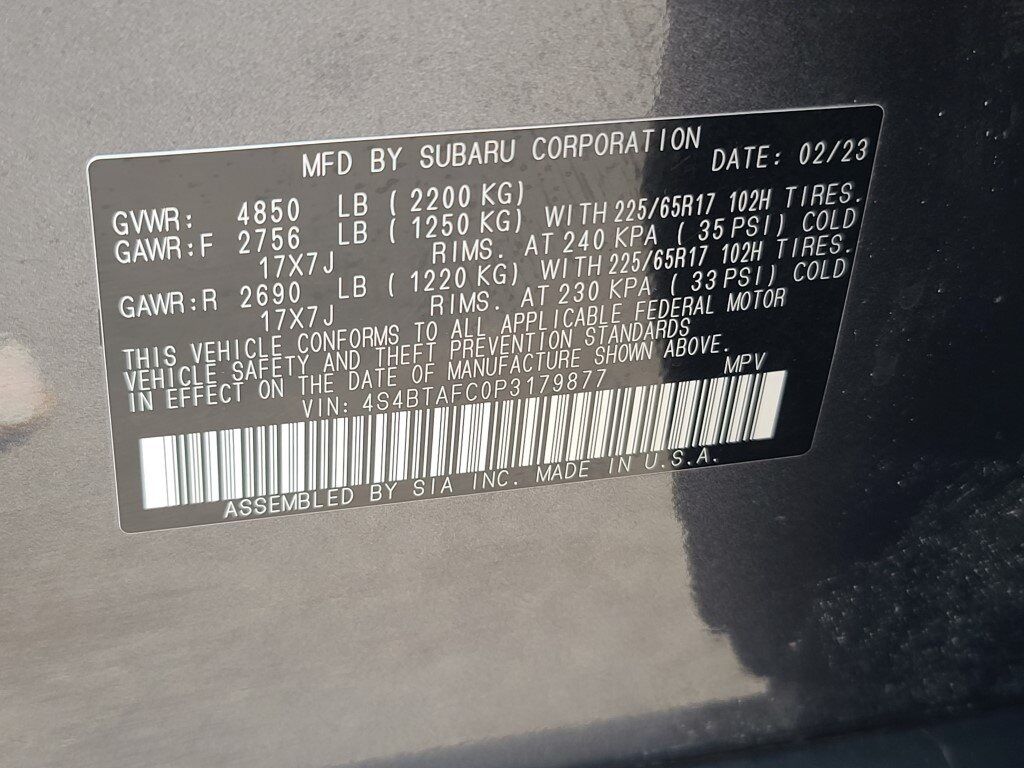 MFD BY SUBARU CORPORATION DATE: 02/23
GVWR: 4850 LB (2200 KG)
GAWR:F 2756 LB (1250 KG) WITH 225/65R17 102H TIRES.
17X7J RIMS. AT 240 KPA (35 PSI) COLD
GAWR:R 2690 LB (1220 KG) WITH 225/65R17 102H TIRES.
17X7J RIMS. AT 230 KPA (33 PSI) COLD
THIS VEHICLE CONFORMS TO ALL APPLICABLE FEDERAL MOTOR
VEHICLE SAFETY AND THEFT PREVENTION STANDARDS
IN EFFECT ON THE DATE OF MANUFACTURE SHOWN ABOVE.
VIN: 4S4BTAFC0P3179877 MPV
ASSEMBLED BY SIA INC. MADE IN U.S.A.